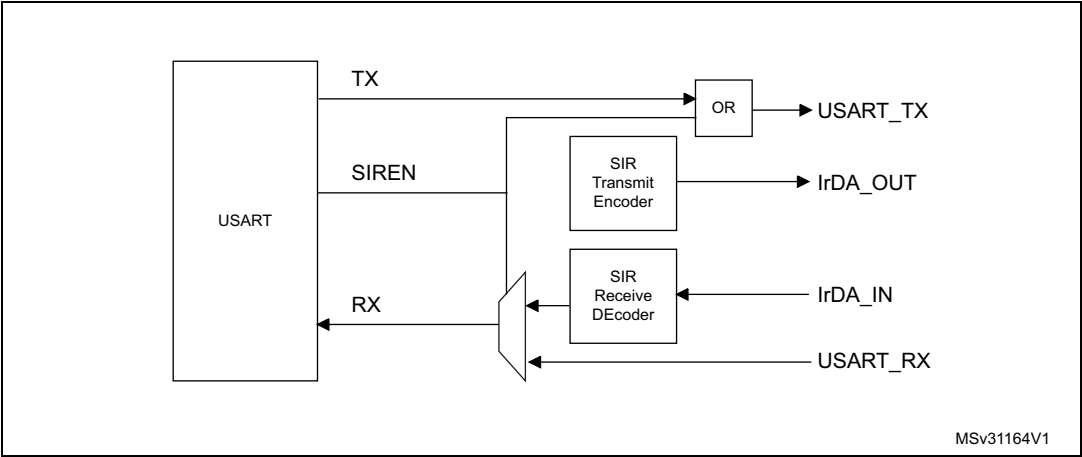 TX
OR
USART_TX
SIREN
SIR
Transmit
Encoder
IrDA_OUT
USART
SIR
Receive
DEcoder
IrDA_IN
RX
USART_RX
MSv31164V1